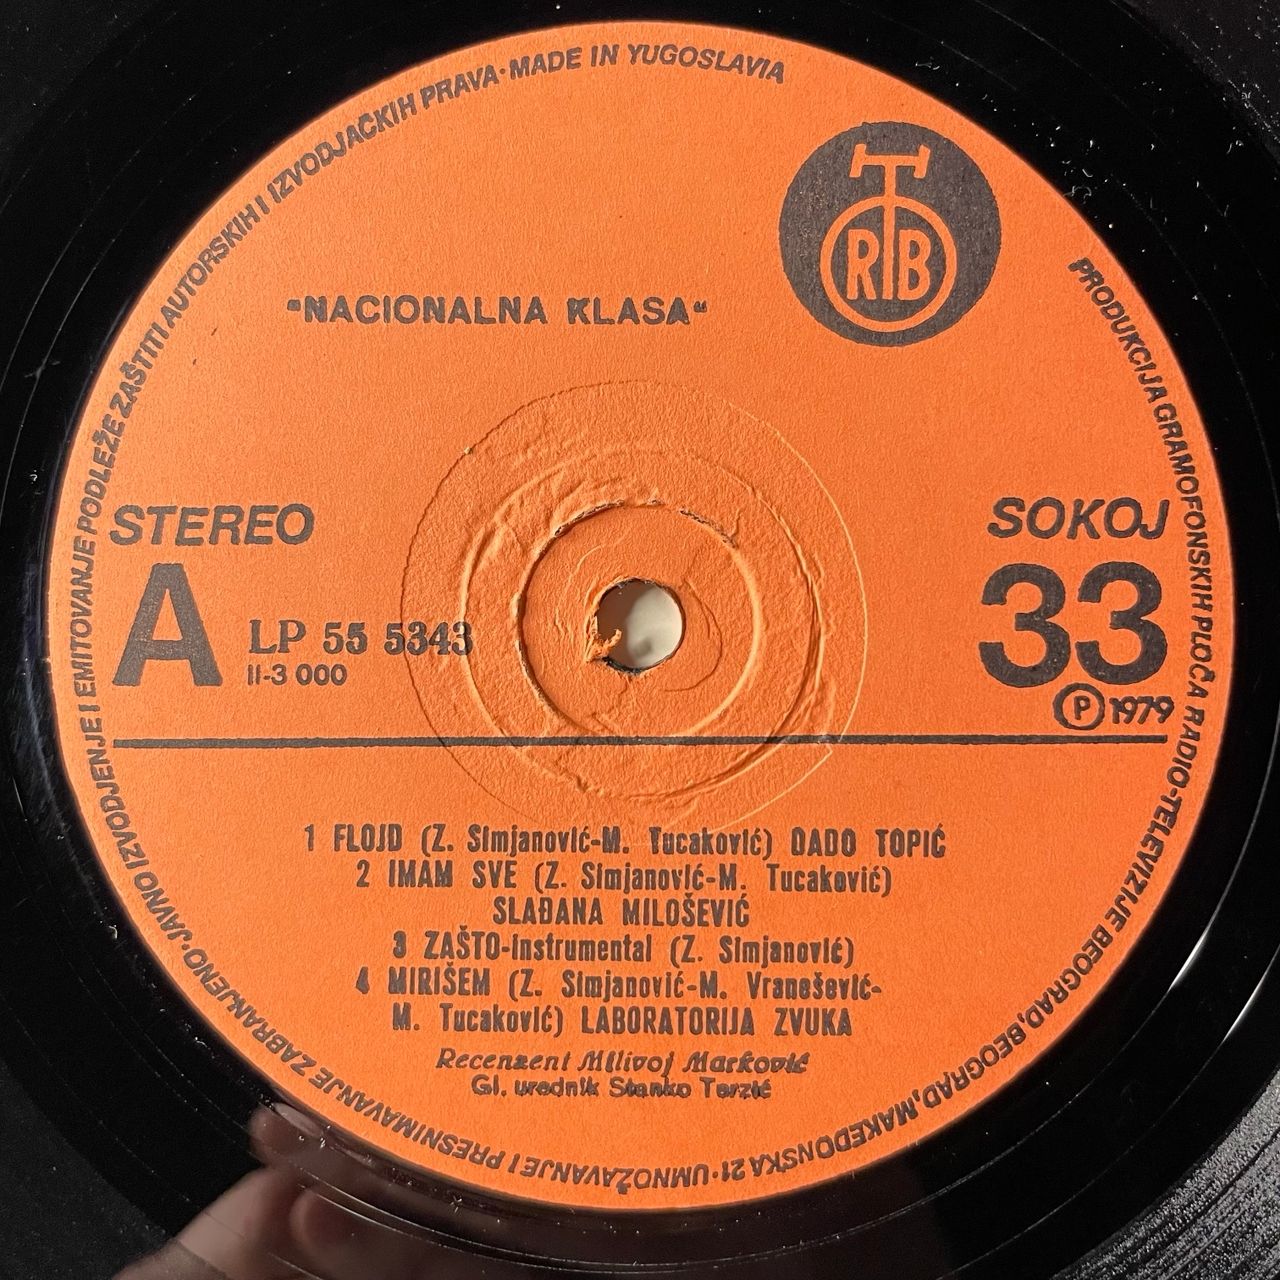 PRODUKCIJA GRAMOFONSKIH PLOČA RADIO-TELEVIZIJE BEOGRAD, BEOGRAD, MAKEDONSKA 21 · UMNOŽAVANJE I PRESNIMAVANJE ZABRANJENO · JAVNO IZVODJENJE I EMITOVANJE PODLEŽE ZAŠTITI AUTORSKIH I IZVODJAČKIH PRAVA · MADE IN YUGOSLAVIA
RTB
"NACIONALNA KLASA"
STEREO
SOKOJ
A
LP 55 5343
II-3 000
33
Ⓟ 1979
1 FLOJD (Z. Simjanović-M. Tucaković) DADO TOPIĆ
2 IMAM SVE (Z. Simjanović-M. Tucaković)
SLAĐANA MILOŠEVIĆ
3 ZAŠTO-instrumental (Z. Simjanović)
4 MIRIŠEM (Z. Simjanović-M. Vranešević-
M. Tucaković) LABORATORIJA ZVUKA
Recenzent Milivoj Marković
Gl. urednik Stanko Terzić